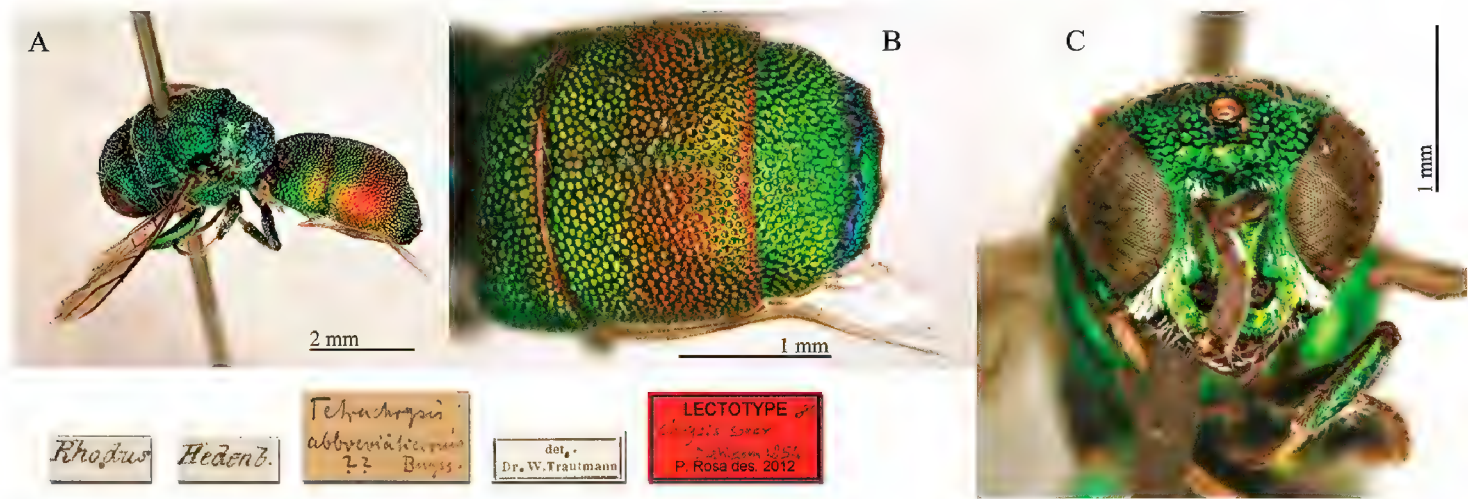 A
B
C
2 mm
1 mm
1 mm
Rhodus
Hedenb.
Tetrachrysis
abbreviaticornis
?? Buyss.
det.
Dr. W. Trautmann
LECTOTYPE
P. Rosa des. 2012